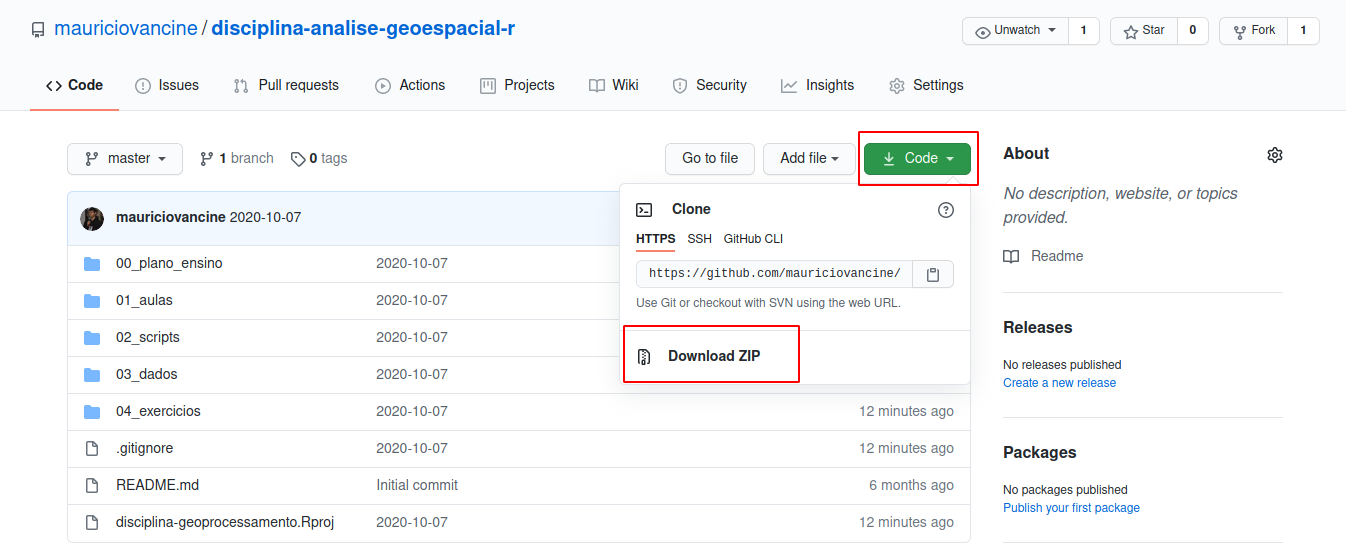 mauriciovancine / disciplina-analise-geoespacial-r
Unwatch 1 Star 0 Fork 1
Code Issues Pull requests Actions Projects Wiki Security Insights Settings
master 1 branch 0 tags Go to file Add file Code
mauriciovancine 2020-10-07
00_plano_ensino 2020-10-07
01_aulas 2020-10-07
02_scripts 2020-10-07
03_dados 2020-10-07
04_exercicios 2020-10-07 12 minutes ago
.gitignore 2020-10-07 12 minutes ago
README.md Initial commit 6 months ago
disciplina-geoprocessamento.Rproj 2020-10-07 12 minutes ago
Clone
HTTPS SSH GitHub CLI
https://github.com/mauriciovancine/
Use Git or checkout with SVN using the web URL.
Download ZIP
About
No description, website, or topics
provided.
Readme
Releases
No releases published
Create a new release
Packages
No packages published
Publish your first package